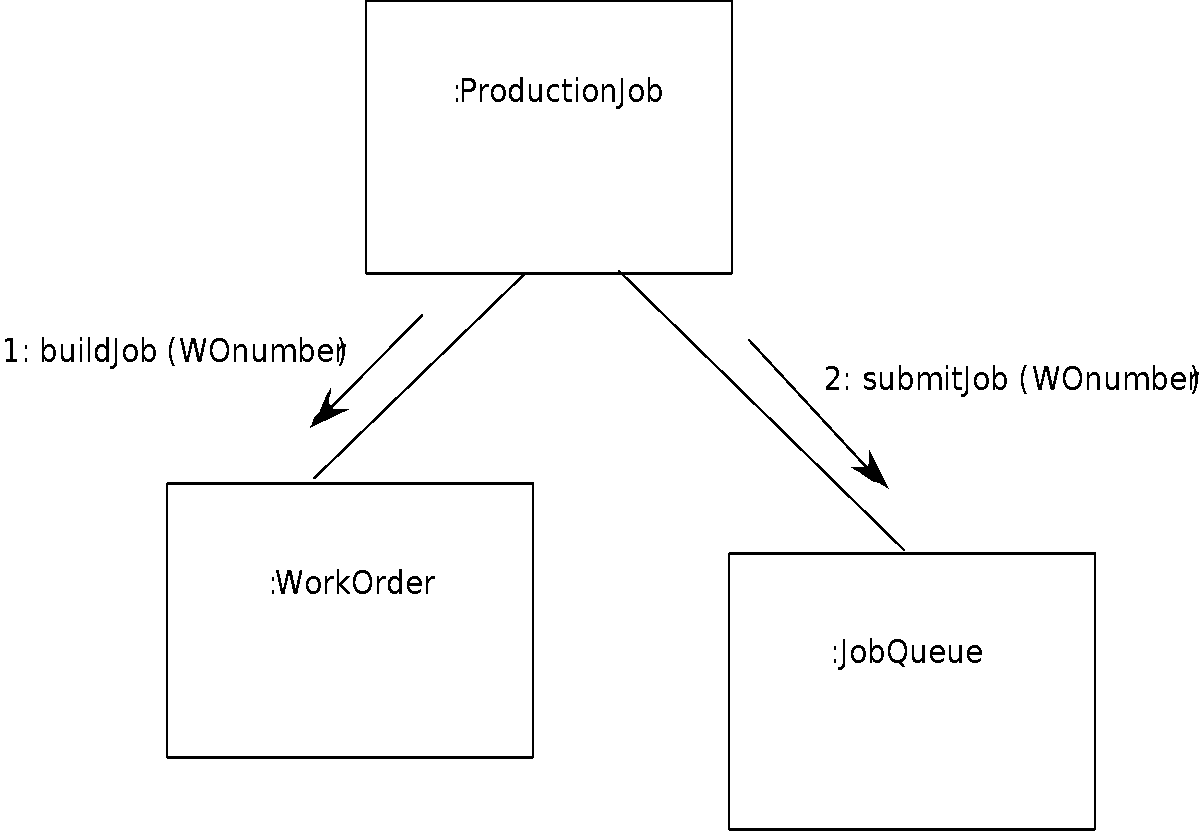 :ProductionJob
1: buildJob (WOnumber)
2: submitJob (WOnumber)
:WorkOrder
:JobQueue